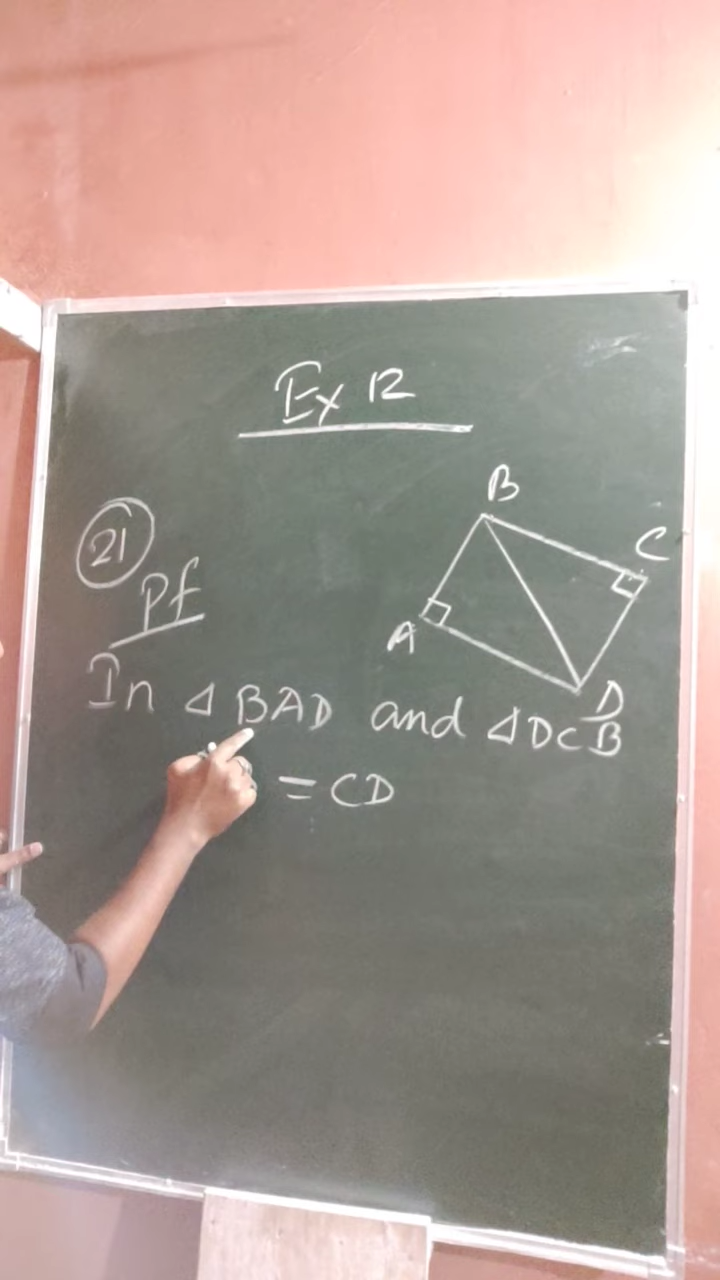 Ex 12
21
Pf
B
C
A
D
In ⊿ BAD and ⊿DCB
= CD